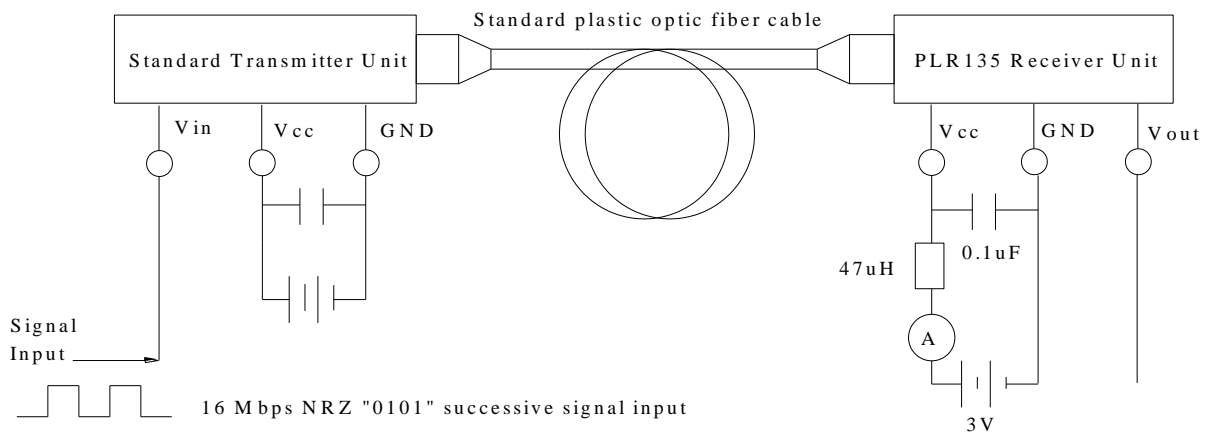 Standard plastic optic fiber cable
Standard Transmitter Unit
PLR135 Receiver Unit
Vin
Vcc
GND
Vcc
GND
Vout
0.1uF
47uH
A
Signal
Input
3V
16 Mbps NRZ "0101" successive signal input